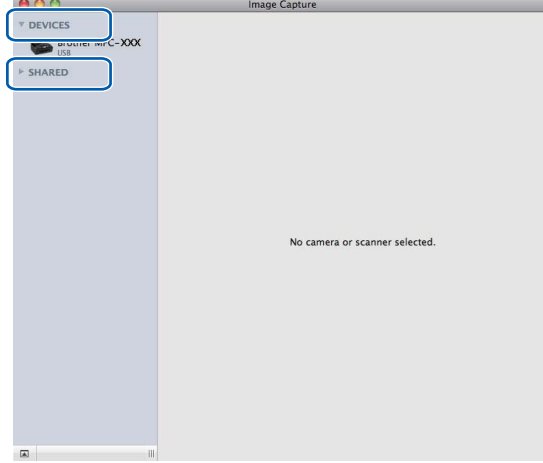 Image Capture
DEVICES
Brother MFC-XXX
USB
SHARED
No camera or scanner selected.